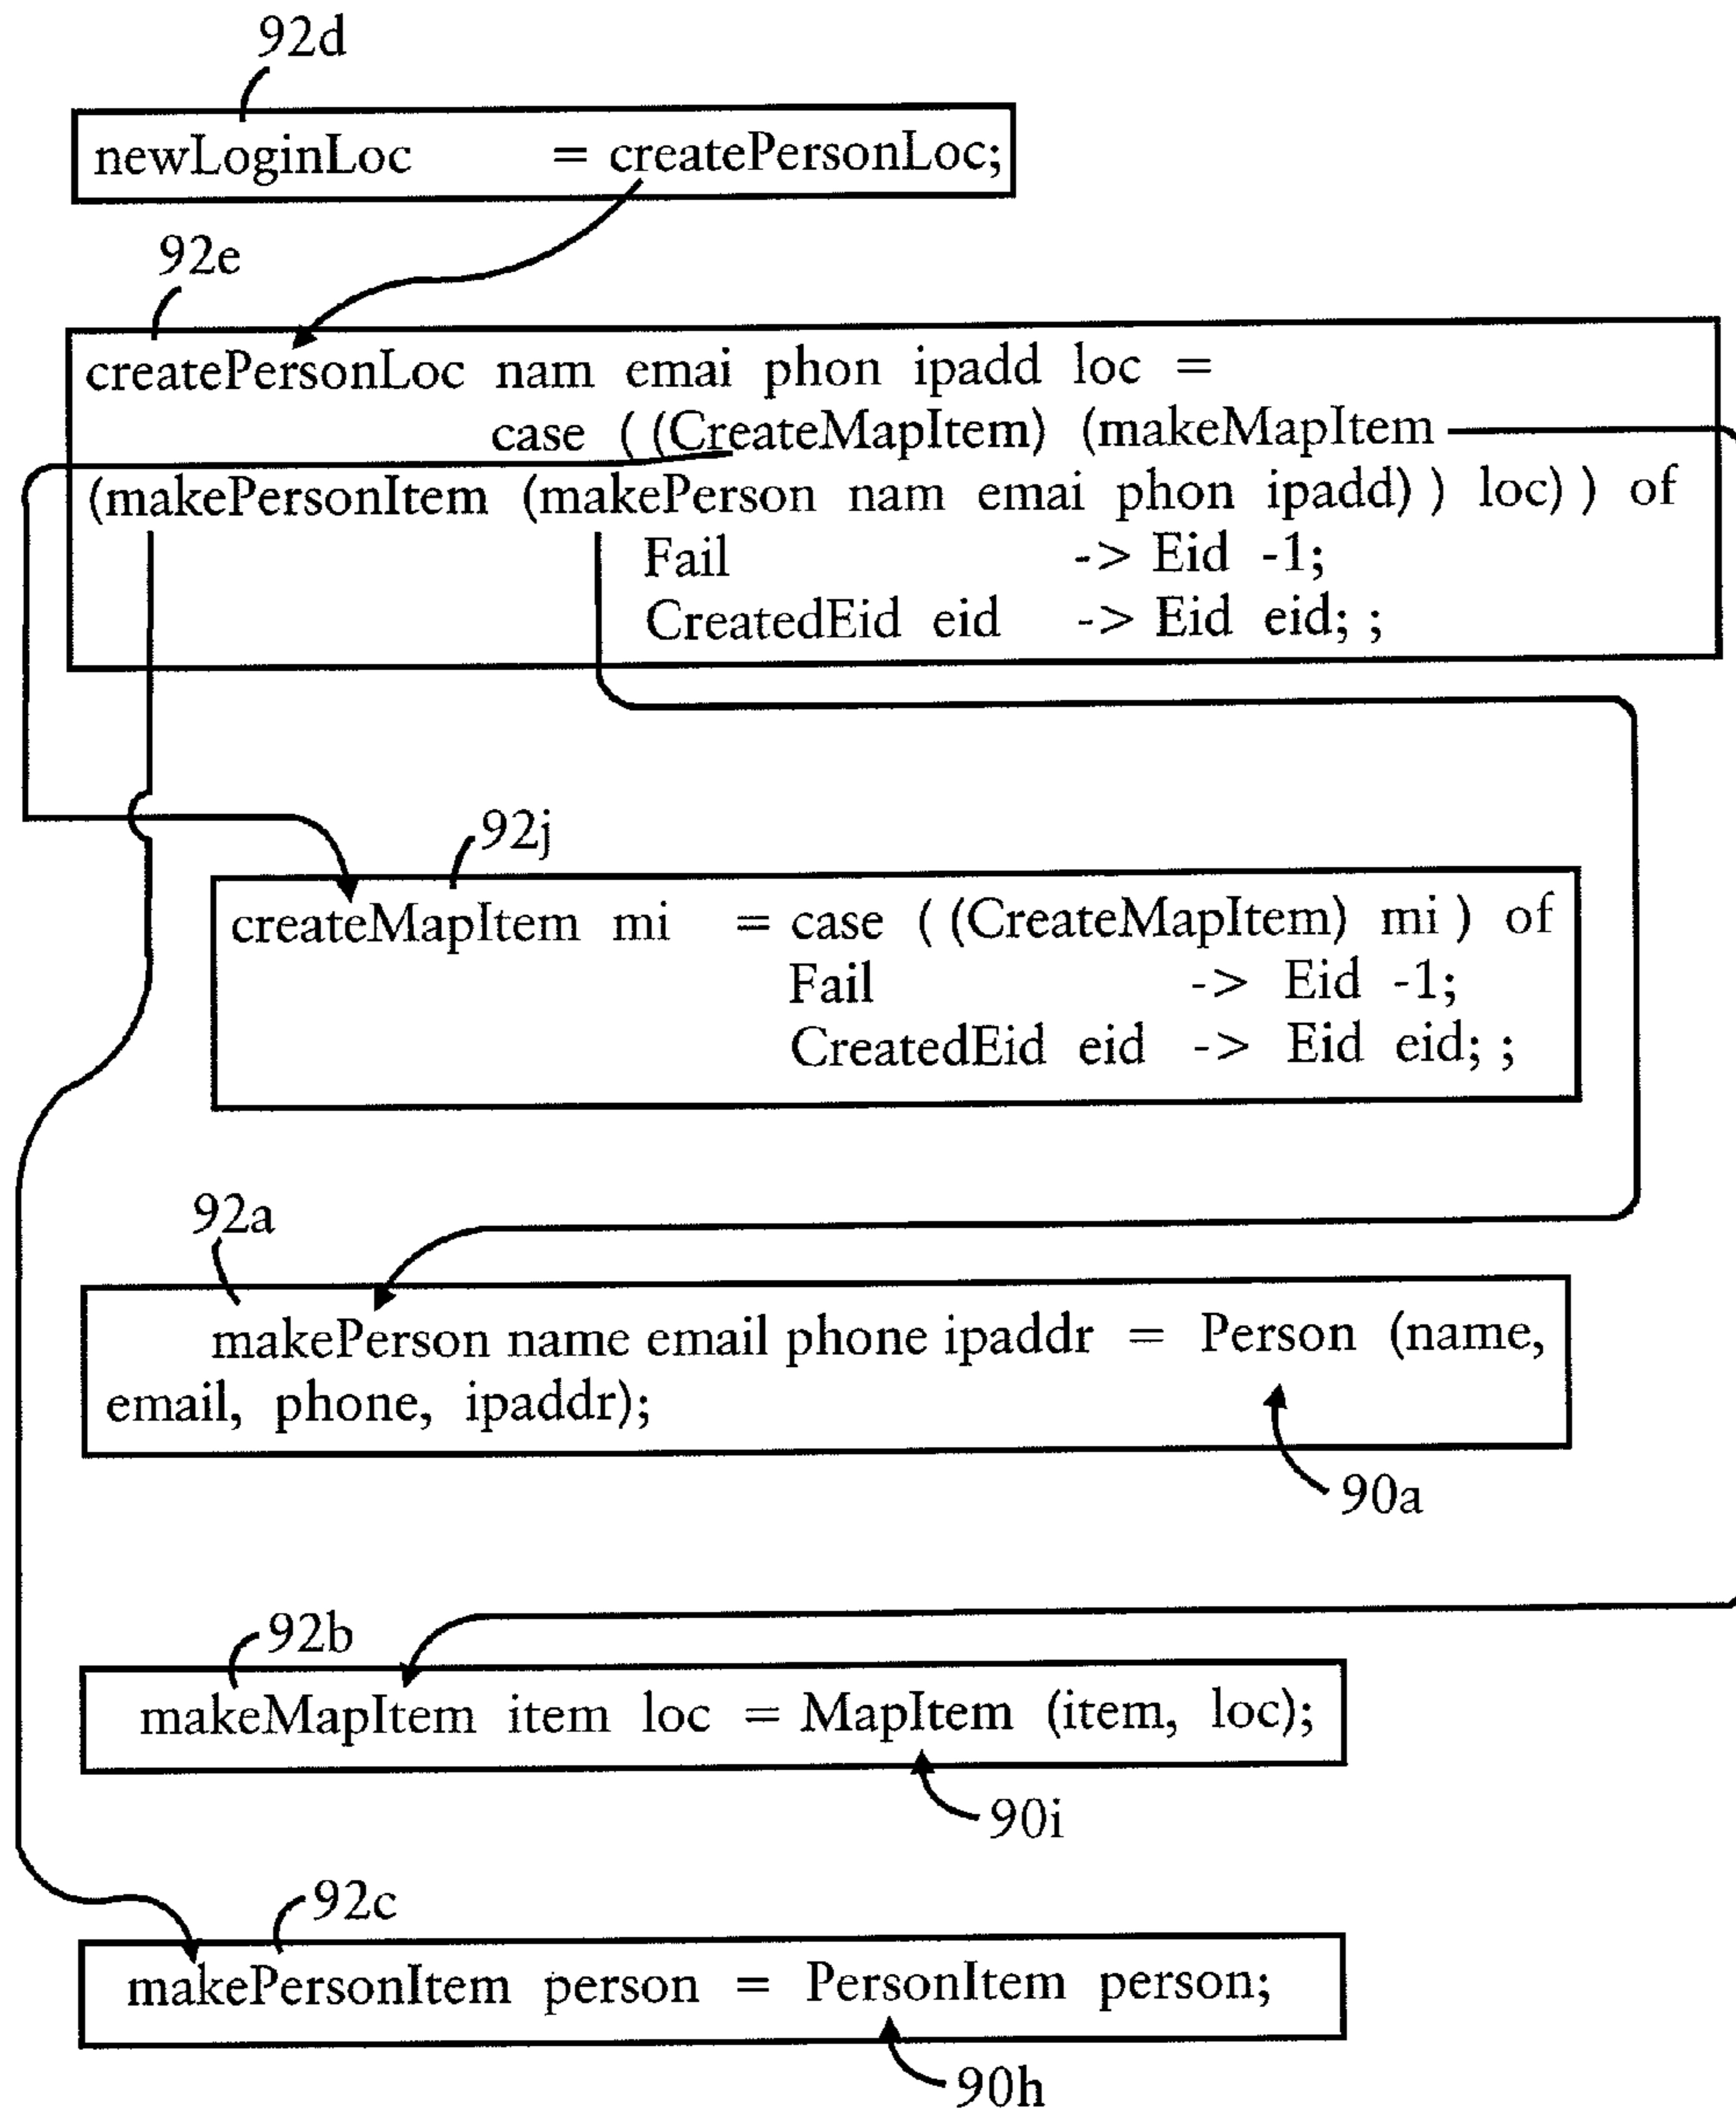 92d
newLoginLoc = createPersonLoc;
92e
createPersonLoc nam emai phon ipadd loc =
case ( (CreateMapItem) (makeMapItem
(makePersonItem (makePerson nam emai phon ipadd) ) loc) ) of
Fail -> Eid -1;
CreatedEid eid -> Eid eid; ;
92j
createMapItem mi = case ( (CreateMapItem) mi ) of
Fail -> Eid -1;
CreatedEid eid -> Eid eid; ;
92a
makePerson name email phone ipaddr = Person (name,
email, phone, ipaddr);
90a
92b
makeMapItem item loc = MapItem (item, loc);
90i
92c
makePersonItem person = PersonItem person;
90h